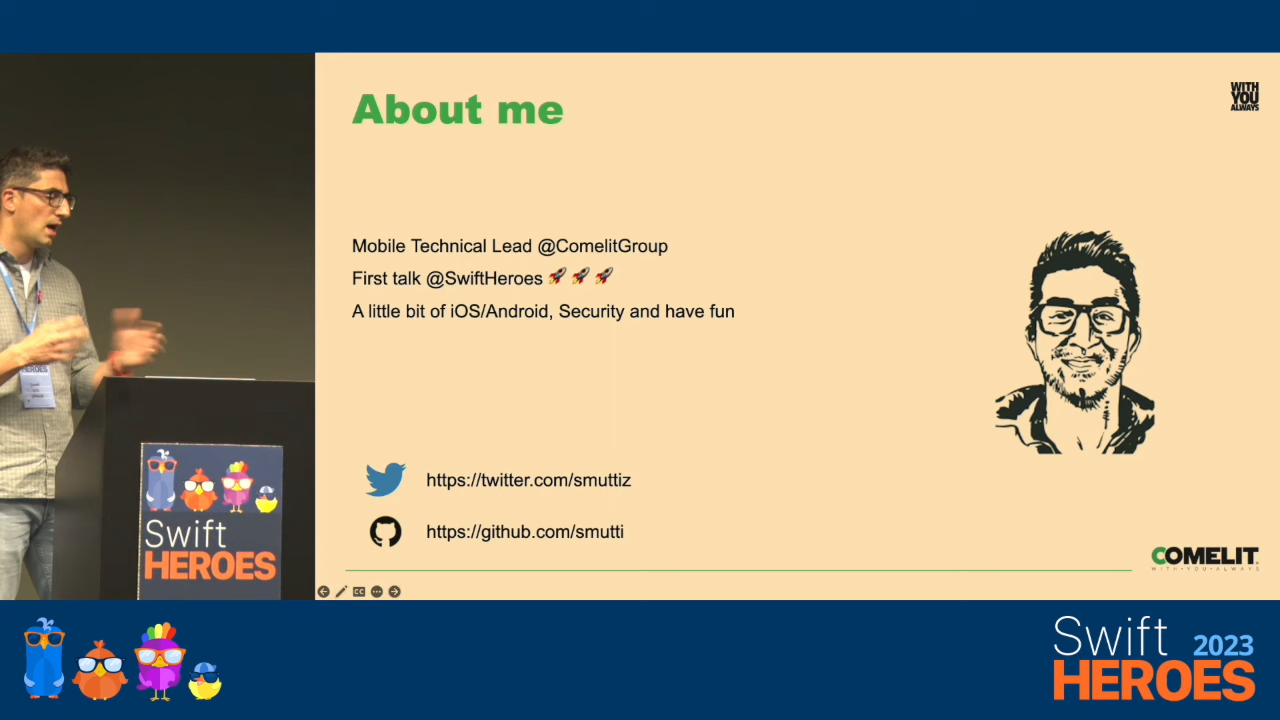 About me
WITH
YOU
ALWAYS
Mobile Technical Lead @ComelitGroup
First talk @SwiftHeroes 🚀 🚀 🚀
A little bit of iOS/Android, Security and have fun
https://twitter.com/smuttiz
https://github.com/smutti
COMELIT
WITH·YOU·ALWAYS
CC
HEROES
Swift
HEROES
Swift 2023
HEROES